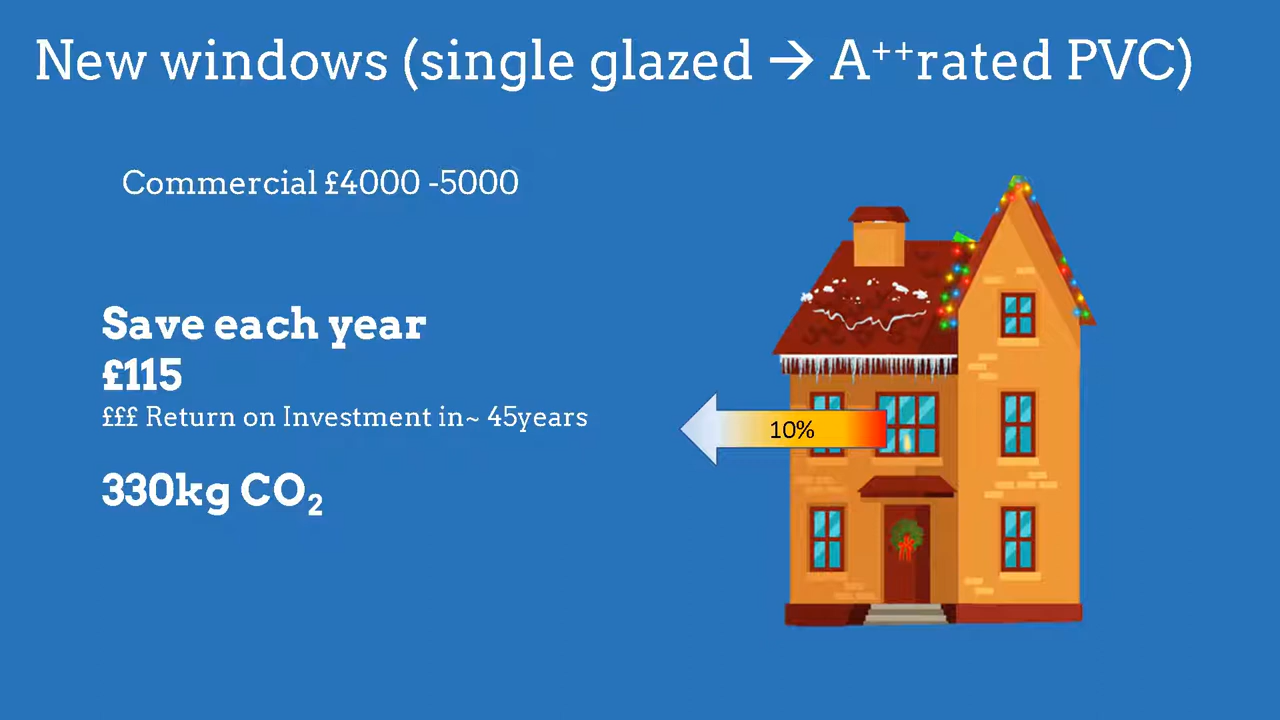 New windows (single glazed → A⁺⁺rated PVC)
Commercial £4000 -5000
Save each year
£115
£££ Return on Investment in~ 45years
10%
330kg CO₂